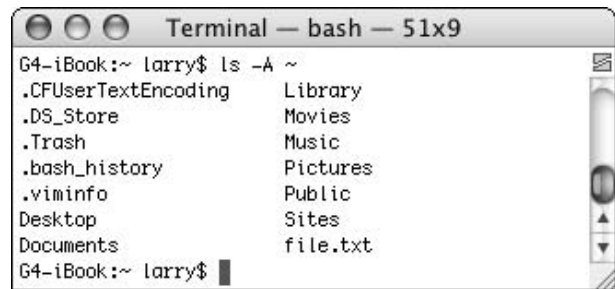 Terminal — bash — 51x9
G4-iBook:~ larry$ ls -A ~
.CFUserTextEncoding Library
.DS_Store Movies
.Trash Music
.bash_history Pictures
.viminfo Public
Desktop Sites
Documents file.txt
G4-iBook:~ larry$